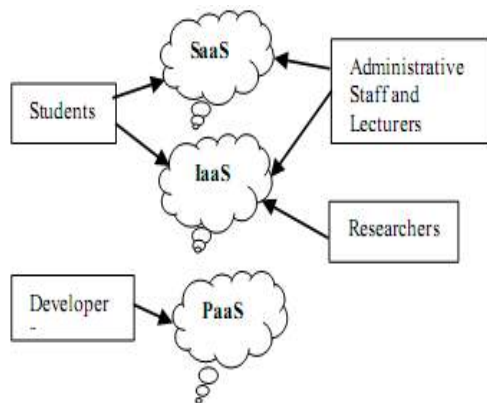 SaaS
Administrative
Staff and
Lecturers
Students
IaaS
Researchers
Developer
PaaS